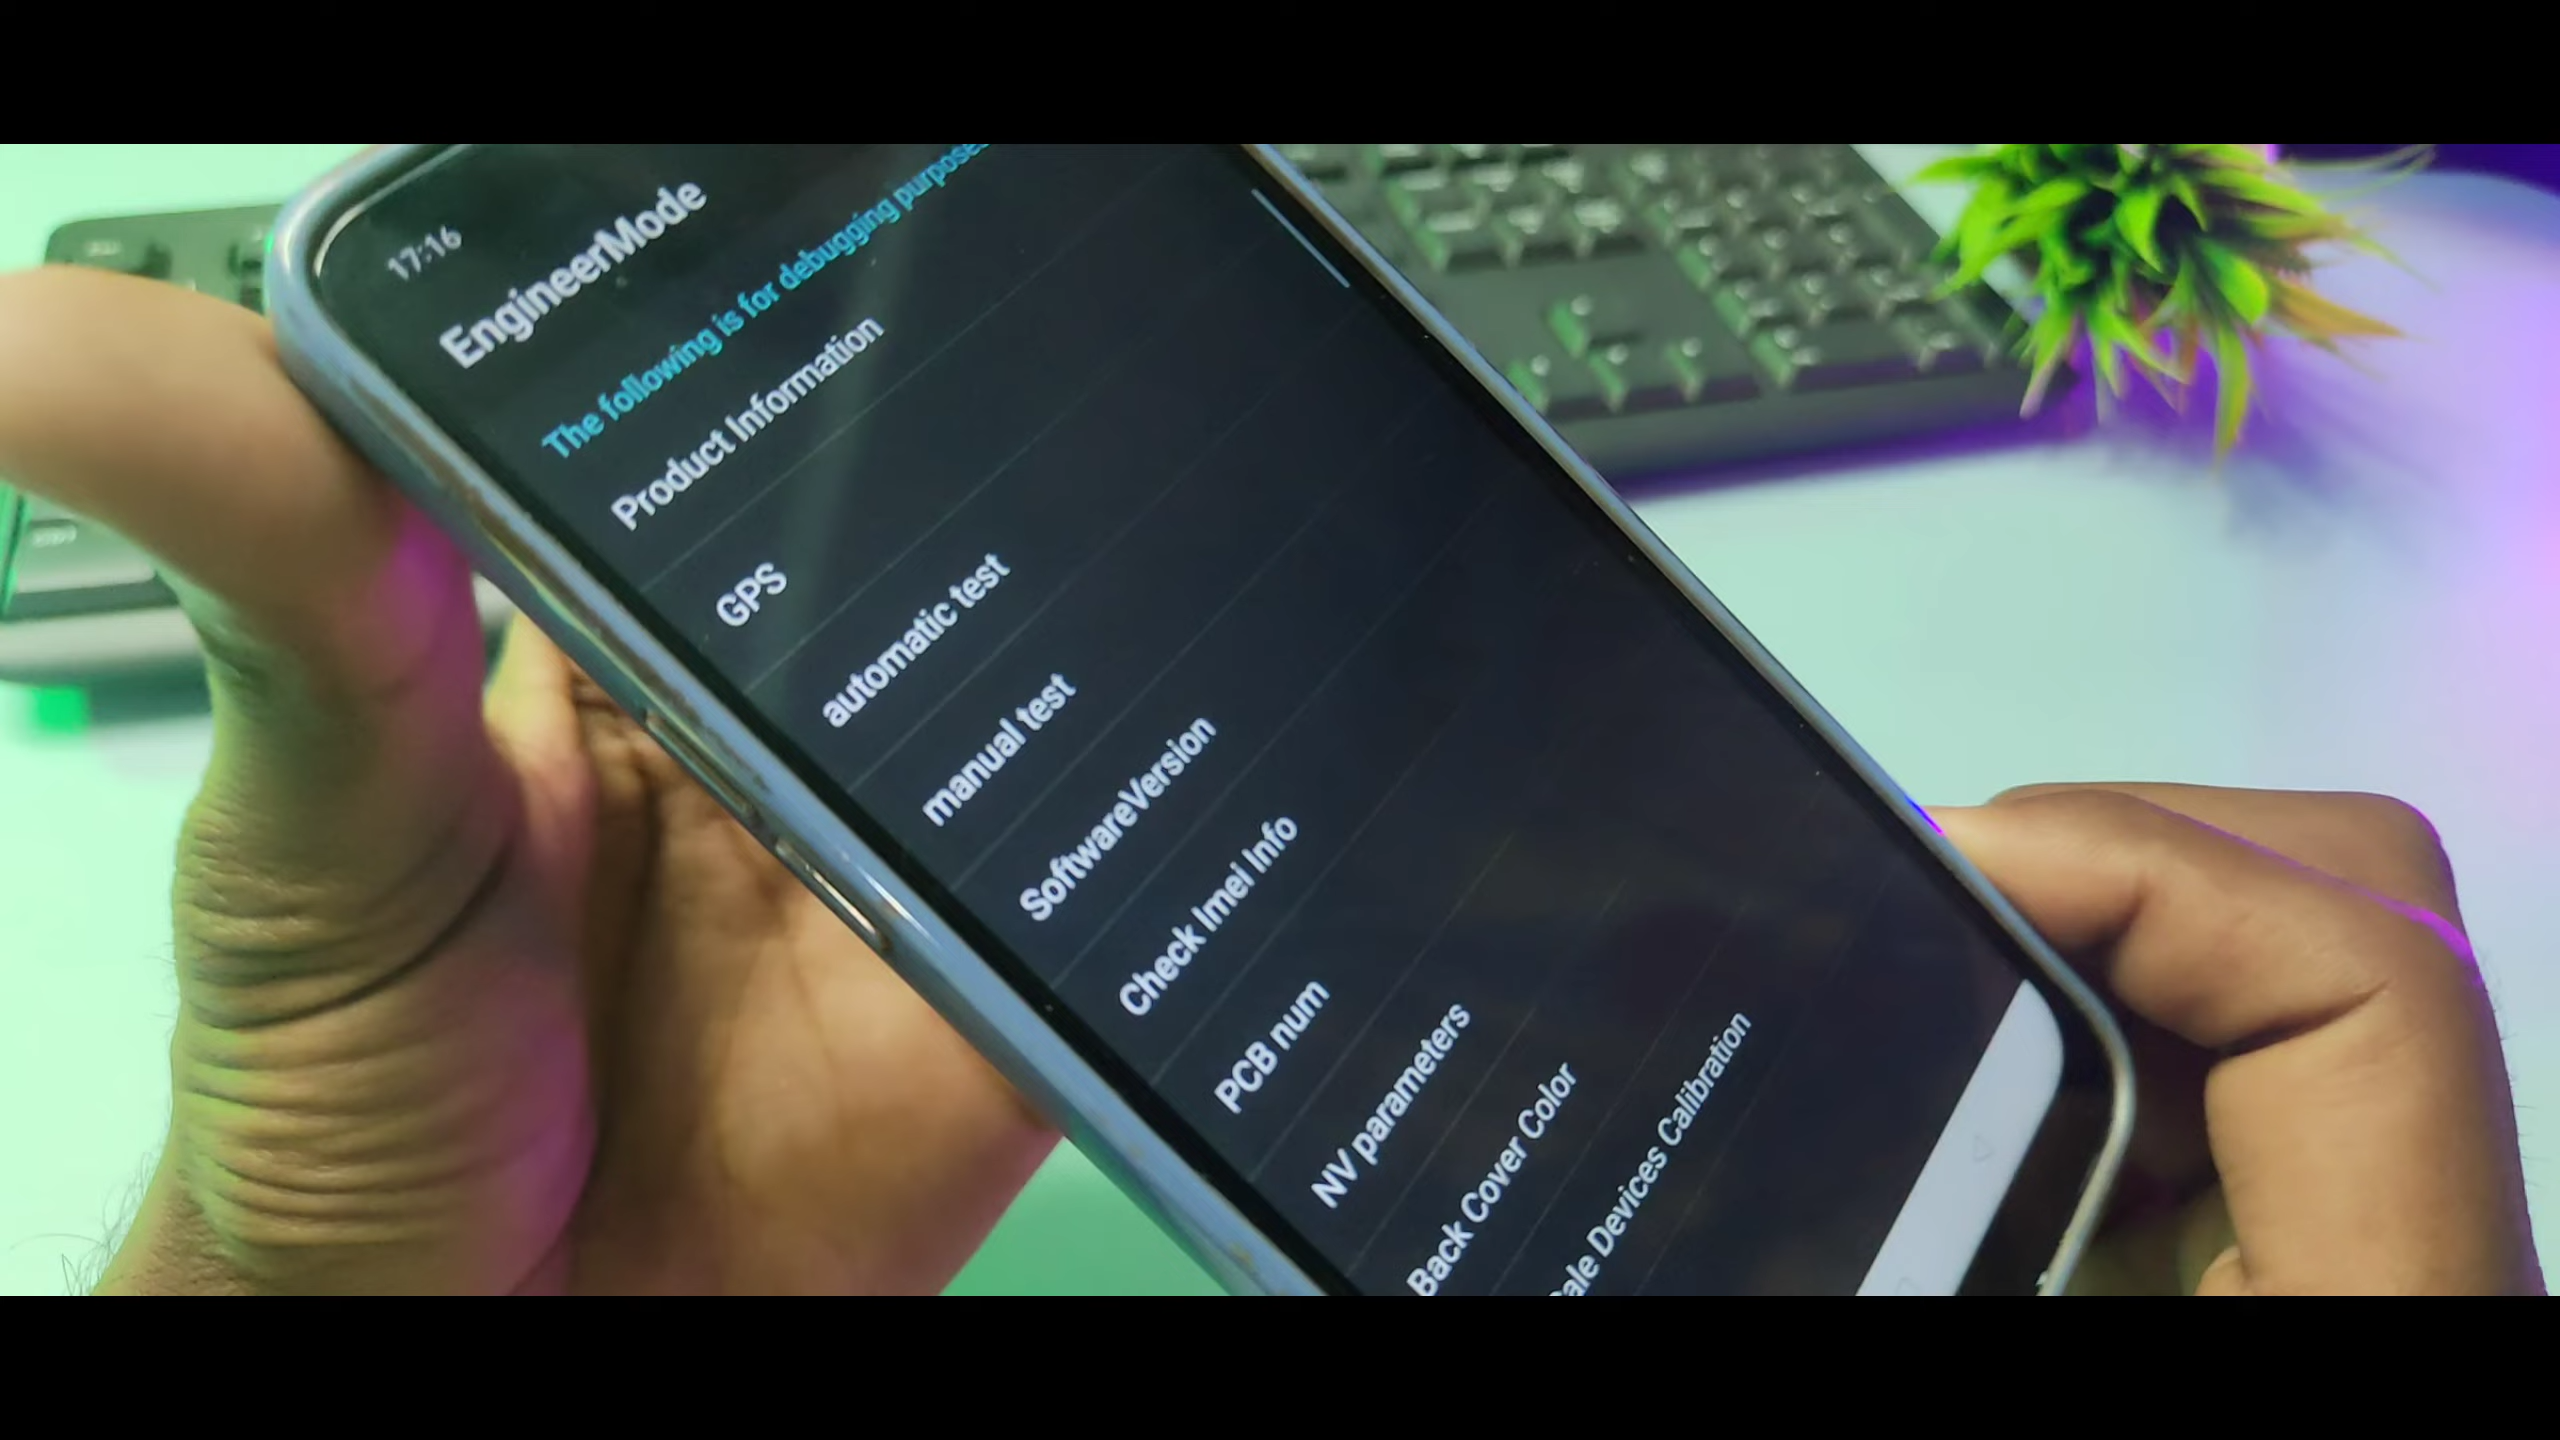 17:16
EngineerMode
The following is for debugging purposes
Product Information
GPS
automatic test
manual test
SoftwareVersion
Check Imei Info
PCB num
NV parameters
Back Cover Color
Devices Calibration